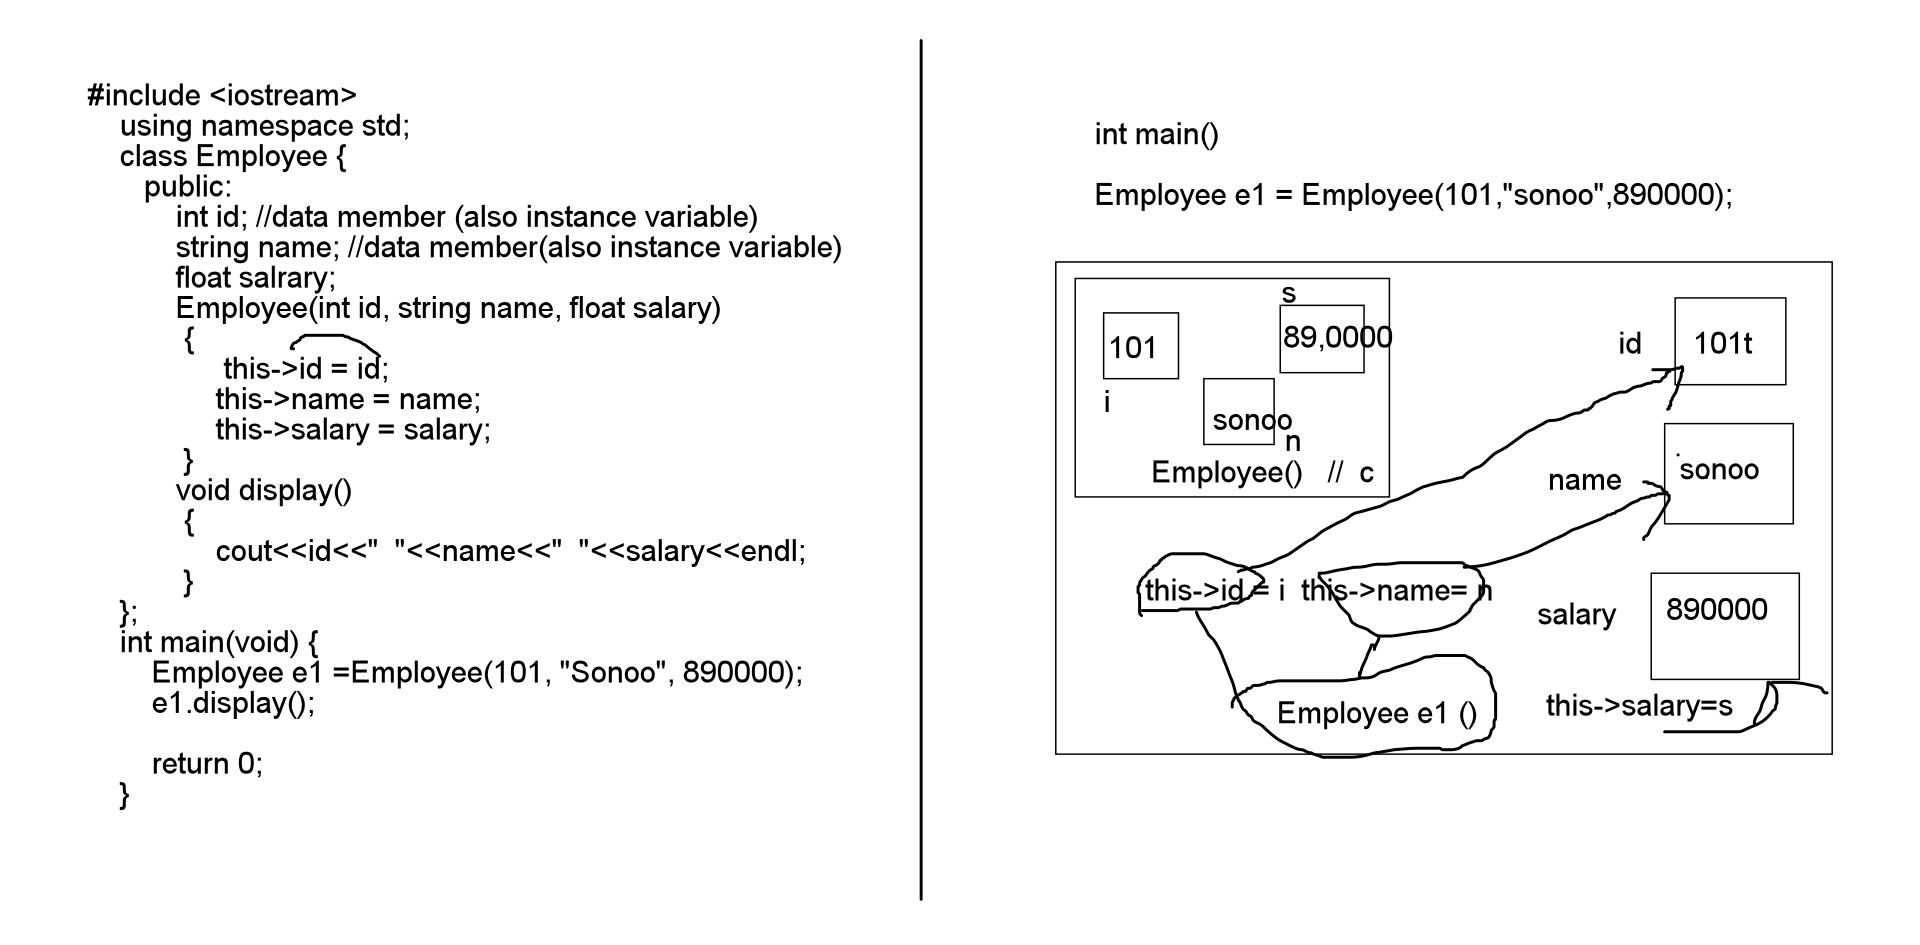 #include <iostream>
using namespace std;
class Employee {
public:
int id; //data member (also instance variable)
string name; //data member(also instance variable)
float salrary;
Employee(int id, string name, float salary)
{
this->id = id;
this->name = name;
this->salary = salary;
}
void display()
{
cout<<id<<"  "<<name<<"  "<<salary<<endl;
}
};
int main(void) {
Employee e1 =Employee(101, "Sonoo", 890000);
e1.display();
return 0;
}
int main()
Employee e1 = Employee(101,"sonoo",890000);
s
101
89,0000
i
sonoo
n
Employee()  //  c
id
101t
name
sonoo
this->id = i  this->name= n
salary
890000
Employee e1 ()
this->salary=s